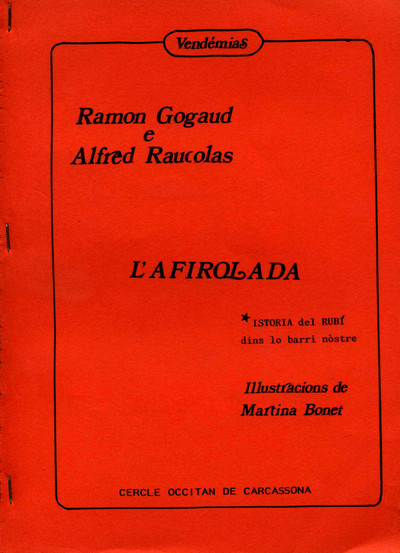 Vendémias
Ramon Gogaud
e
Alfred Raucolas
L'AFIROLADA
* ISTORIA del RUBÍ
dins lo barri nòstre
Illustracions de
Martina Bonet
CERCLE OCCITAN DE CARCASSONA